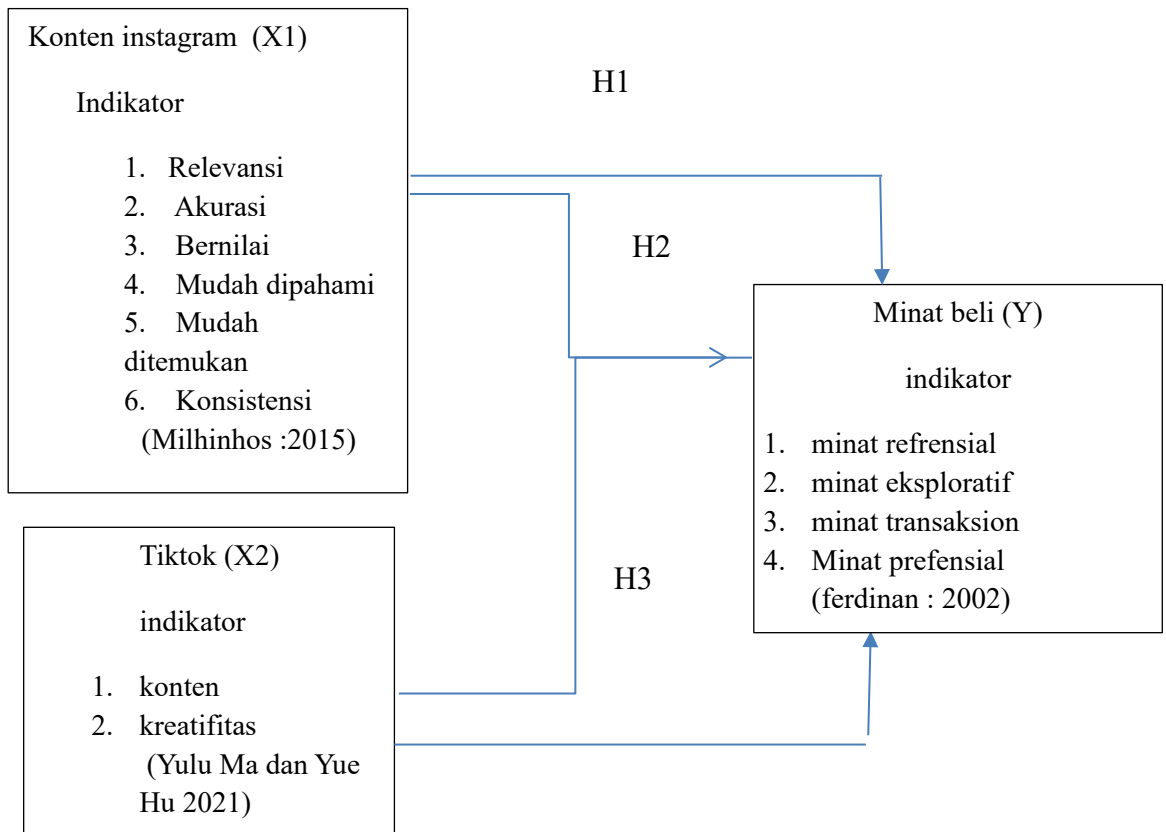 Konten instagram (X1)
Indikator
1. Relevansi
2. Akurasi
3. Bernilai
4. Mudah dipahami
5. Mudah
ditemukan
6. Konsistensi
(Milhinhos :2015)
H1
H2
Minat beli (Y)
indikator
1. minat refrensial
2. minat eksploratif
3. minat transaksion
4. Minat prefensial
(ferdinan : 2002)
Tiktok (X2)
indikator
1. konten
2. kreatifitas
(Yulu Ma dan Yue
Hu 2021)
H3